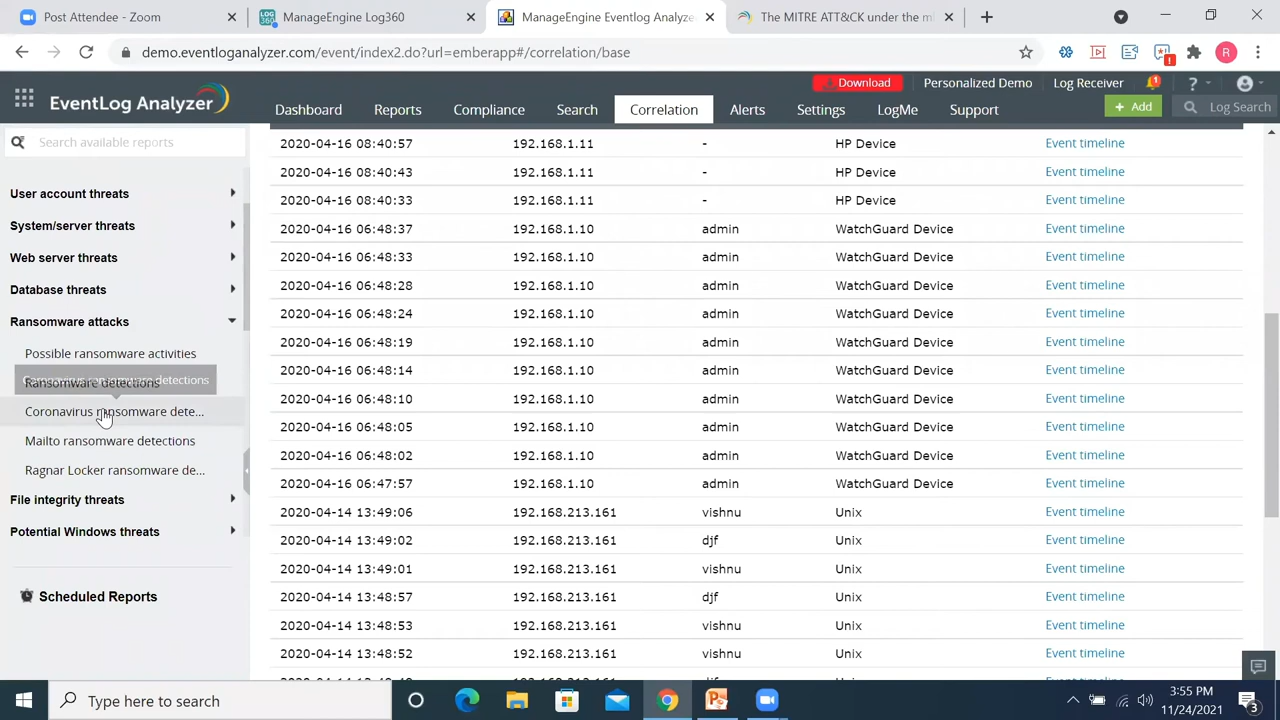 Post Attendee - Zoom
ManageEngine Log360
ManageEngine Eventlog Analyze
The MITRE ATT&CK under the mi
demo.eventloganalyzer.com/event/index2.do?url=emberapp#/correlation/base
R
EventLog Analyzer
Download
Personalized Demo
Log Receiver
1
?
Dashboard
Reports
Compliance
Search
Correlation
Alerts
Settings
LogMe
Support
+ Add
Log Search
Search available reports
User account threats
System/server threats
Web server threats
Database threats
Ransomware attacks
Possible ransomware activities
Ransomware detections
Coronavirus ransomware detections
Coronavirus ransomware dete...
Mailto ransomware detections
Ragnar Locker ransomware de...
File integrity threats
Potential Windows threats
Scheduled Reports
2020-04-16 08:40:57 192.168.1.11 - HP Device Event timeline
2020-04-16 08:40:43 192.168.1.11 - HP Device Event timeline
2020-04-16 08:40:33 192.168.1.11 - HP Device Event timeline
2020-04-16 06:48:37 192.168.1.10 admin WatchGuard Device Event timeline
2020-04-16 06:48:33 192.168.1.10 admin WatchGuard Device Event timeline
2020-04-16 06:48:28 192.168.1.10 admin WatchGuard Device Event timeline
2020-04-16 06:48:24 192.168.1.10 admin WatchGuard Device Event timeline
2020-04-16 06:48:19 192.168.1.10 admin WatchGuard Device Event timeline
2020-04-16 06:48:14 192.168.1.10 admin WatchGuard Device Event timeline
2020-04-16 06:48:10 192.168.1.10 admin WatchGuard Device Event timeline
2020-04-16 06:48:05 192.168.1.10 admin WatchGuard Device Event timeline
2020-04-16 06:48:02 192.168.1.10 admin WatchGuard Device Event timeline
2020-04-16 06:47:57 192.168.1.10 admin WatchGuard Device Event timeline
2020-04-14 13:49:06 192.168.213.161 vishnu Unix Event timeline
2020-04-14 13:49:02 192.168.213.161 djf Unix Event timeline
2020-04-14 13:49:01 192.168.213.161 vishnu Unix Event timeline
2020-04-14 13:48:57 192.168.213.161 djf Unix Event timeline
2020-04-14 13:48:53 192.168.213.161 vishnu Unix Event timeline
2020-04-14 13:48:52 192.168.213.161 vishnu Unix Event timeline
Type here to search
3:55 PM
11/24/2021
3